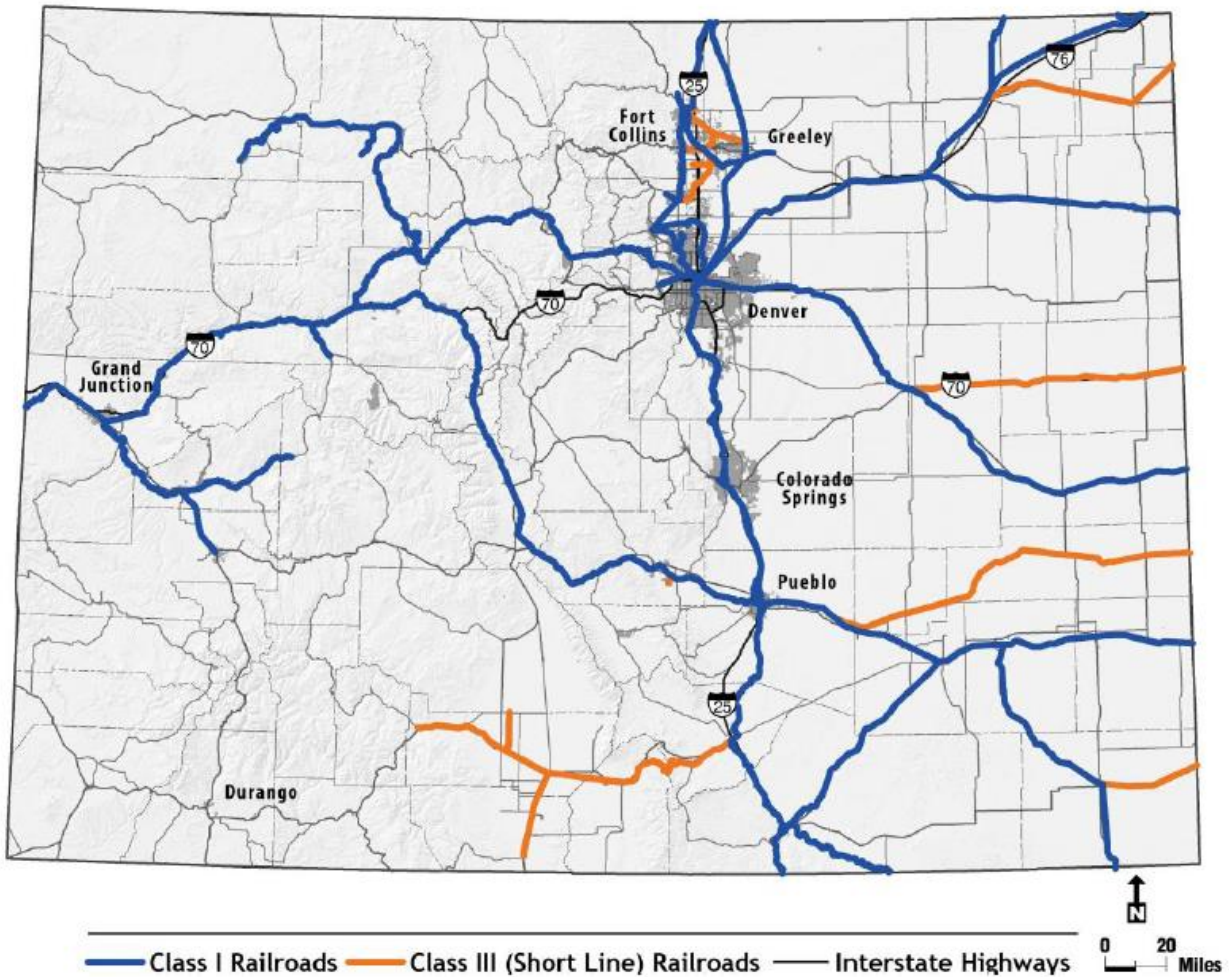 76
25
Fort
Collins
Greeley
70
Denver
70
Grand
Junction
70
Colorado
Springs
Pueblo
25
Durango
N
Class I Railroads
Class III (Short Line) Railroads
Interstate Highways
0 20
Miles